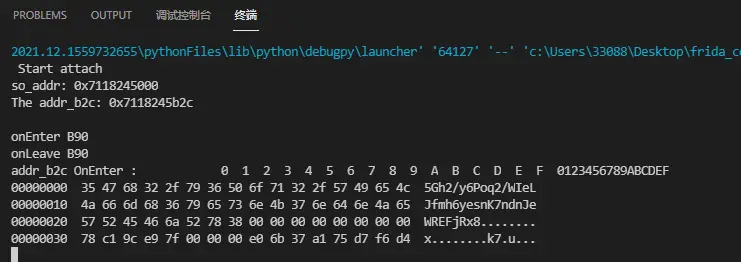 PROBLEMS OUTPUT 调试控制台 终端
2021.12.1559732655\pythonFiles\lib\python\debugpy\launcher' '64127' '--' 'c:\Users\33088\Desktop\frida_c
Start attach
so_addr: 0x7118245000
The addr_b2c: 0x7118245b2c
onEnter B90
onLeave B90
addr_b2c OnEnter : 0 1 2 3 4 5 6 7 8 9 A B C D E F 0123456789ABCDEF
00000000 35 47 68 32 2f 79 36 50 6f 71 32 2f 57 49 65 4c 5Gh2/y6Poq2/WIeL
00000010 4a 66 6d 68 36 79 65 73 6e 4b 37 6e 64 6e 4a 65 Jfmh6yesnK7ndnJe
00000020 57 52 45 46 6a 52 78 38 00 00 00 00 00 00 00 00 WREFjRx8........
00000030 78 c1 9c e9 7f 00 00 00 e0 6b 37 a1 75 d7 f6 d4 x........k7.u...